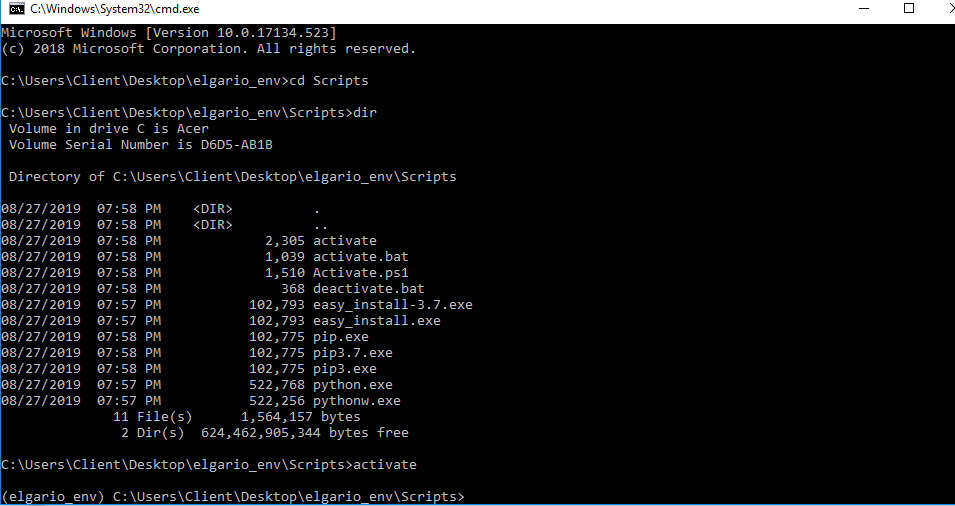 C:\Windows\System32\cmd.exe
Microsoft Windows [Version 10.0.17134.523]
(c) 2018 Microsoft Corporation. All rights reserved.
C:\Users\Client\Desktop\elgario_env>cd Scripts
C:\Users\Client\Desktop\elgario_env\Scripts>dir
 Volume in drive C is Acer
 Volume Serial Number is D6D5-AB1B
 Directory of C:\Users\Client\Desktop\elgario_env\Scripts
08/27/2019  07:58 PM    <DIR>          .
08/27/2019  07:58 PM    <DIR>          ..
08/27/2019  07:58 PM             2,305 activate
08/27/2019  07:58 PM             1,039 activate.bat
08/27/2019  07:58 PM             1,510 Activate.ps1
08/27/2019  07:58 PM               368 deactivate.bat
08/27/2019  07:57 PM           102,793 easy_install-3.7.exe
08/27/2019  07:57 PM           102,793 easy_install.exe
08/27/2019  07:58 PM           102,775 pip.exe
08/27/2019  07:58 PM           102,775 pip3.7.exe
08/27/2019  07:58 PM           102,775 pip3.exe
08/27/2019  07:57 PM           522,768 python.exe
08/27/2019  07:57 PM           522,256 pythonw.exe
              11 File(s)      1,564,157 bytes
               2 Dir(s)  624,462,905,344 bytes free
C:\Users\Client\Desktop\elgario_env\Scripts>activate
(elgario_env) C:\Users\Client\Desktop\elgario_env\Scripts>